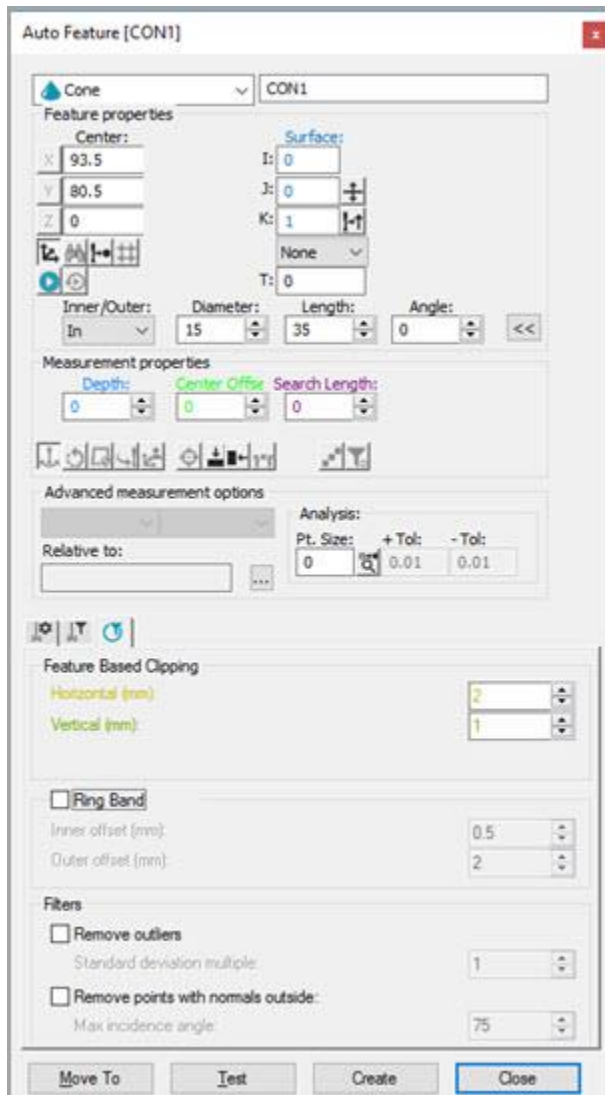 Auto Feature [CON1]
x
Cone CON1
Feature properties
Center: Surface:
X 93.5 I: 0
Y 80.5 J: 0
Z 0 K: 1
None
T: 0
Inner/Outer: Diameter: Length: Angle:
In 15 35 0 <<
Measurement properties
Depth: Center Offse Search Length:
0 0 0
Advanced measurement options
Analysis:
Relative to: Pt. Size: + Tol: - Tol:
0 0.01 0.01
...
Feature Based Clipping
Horizontal (mm): 2
Vertical (mm): 1
Ring Band
Inner offset (mm): 0.5
Outer offset (mm): 2
Filters
Remove outliers
Standard deviation multiple: 1
Remove points with normals outside:
Max incidence angle: 75
Move To Test Create Close